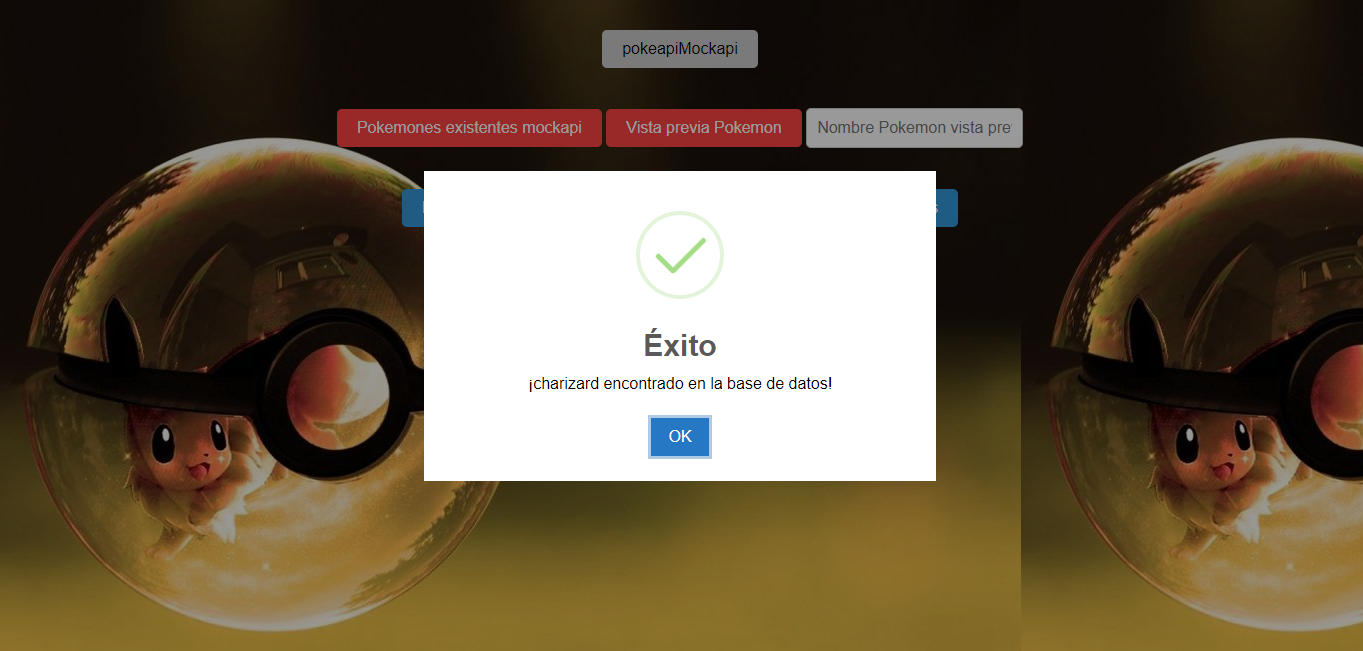 pokeapiMockapi
Pokemones existentes mockapi
Vista previa Pokemon
Nombre Pokemon vista pre
Éxito
¡charizard encontrado en la base de datos!
OK